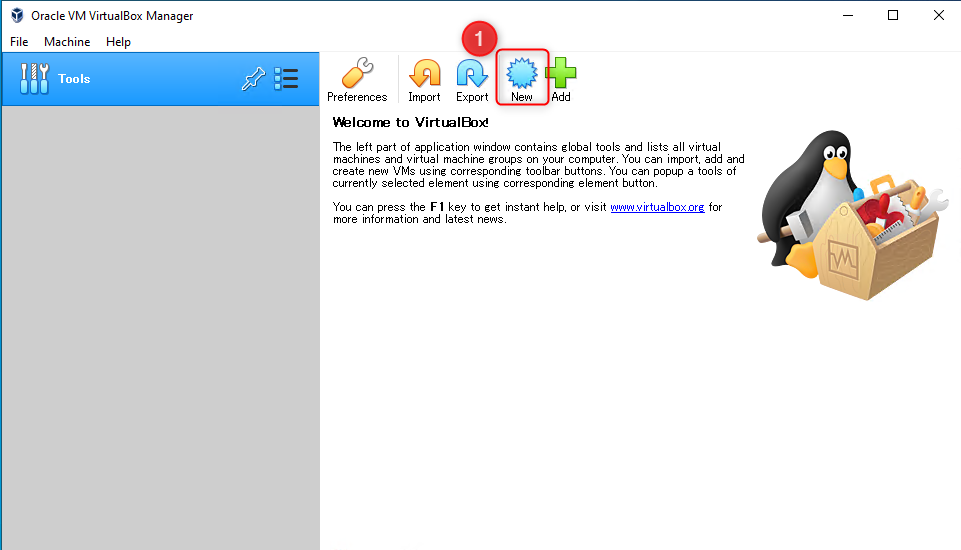 Oracle VM VirtualBox Manager
File Machine Help
Tools
1
Preferences Import Export New Add
Welcome to VirtualBox!
The left part of application window contains global tools and lists all virtual
machines and virtual machine groups on your computer. You can import, add and
create new VMs using corresponding toolbar buttons. You can popup a tools of
currently selected element using corresponding element button.
You can press the F1 key to get instant help, or visit www.virtualbox.org for
more information and latest news.